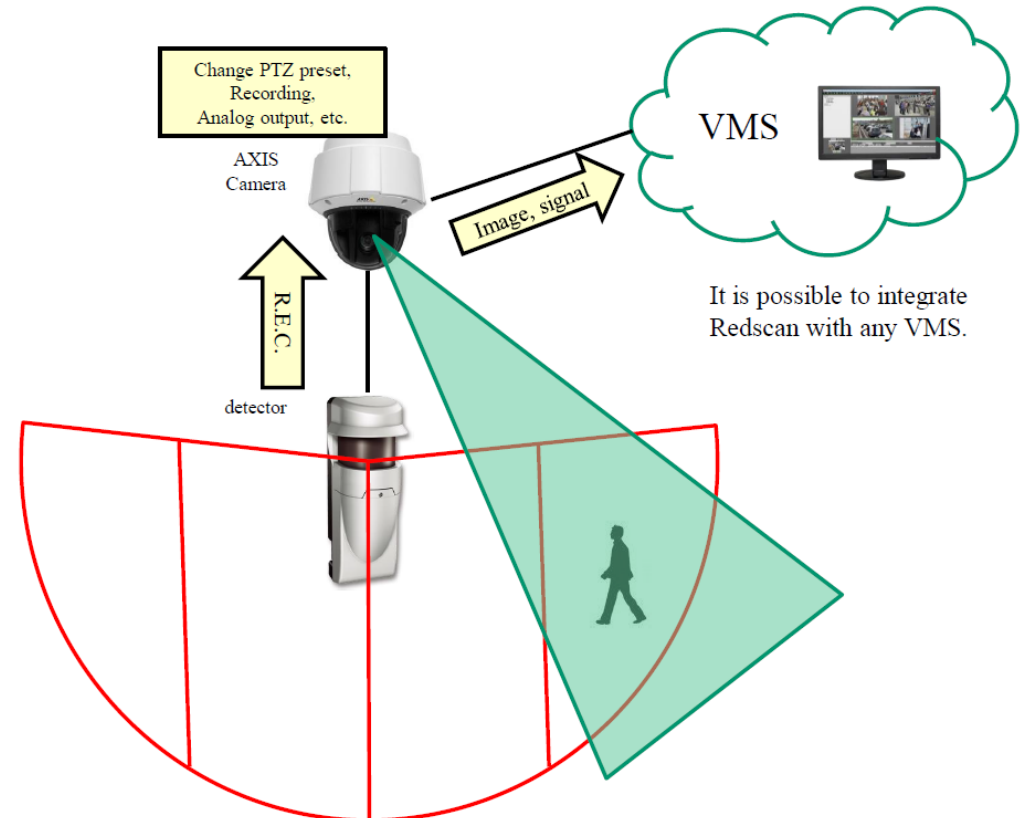 Change PTZ preset,
Recording,
Analog output, etc.
AXIS
Camera
VMS
Image, signal
It is possible to integrate
Redscan with any VMS.
R.E.C.
detector